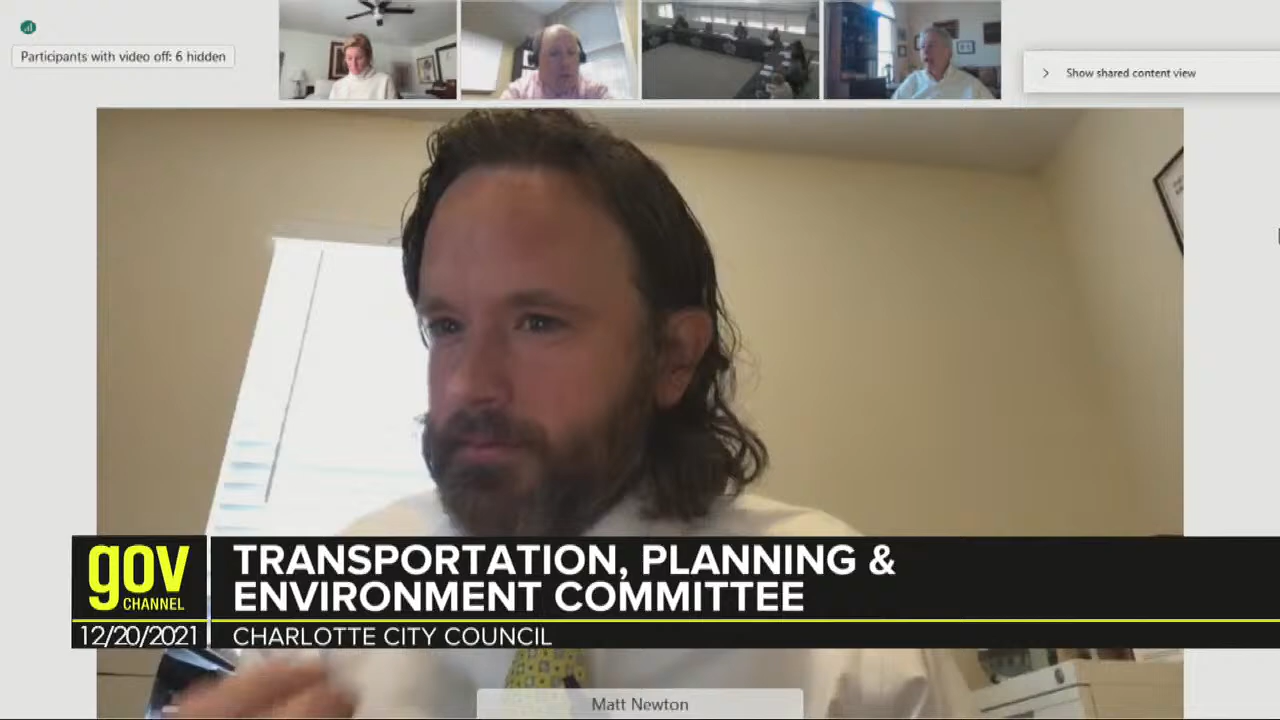 Participants with video off: 6 hidden
Show shared content view
gov
CHANNEL
TRANSPORTATION, PLANNING &
ENVIRONMENT COMMITTEE
12/20/2021
CHARLOTTE CITY COUNCIL
Matt Newton